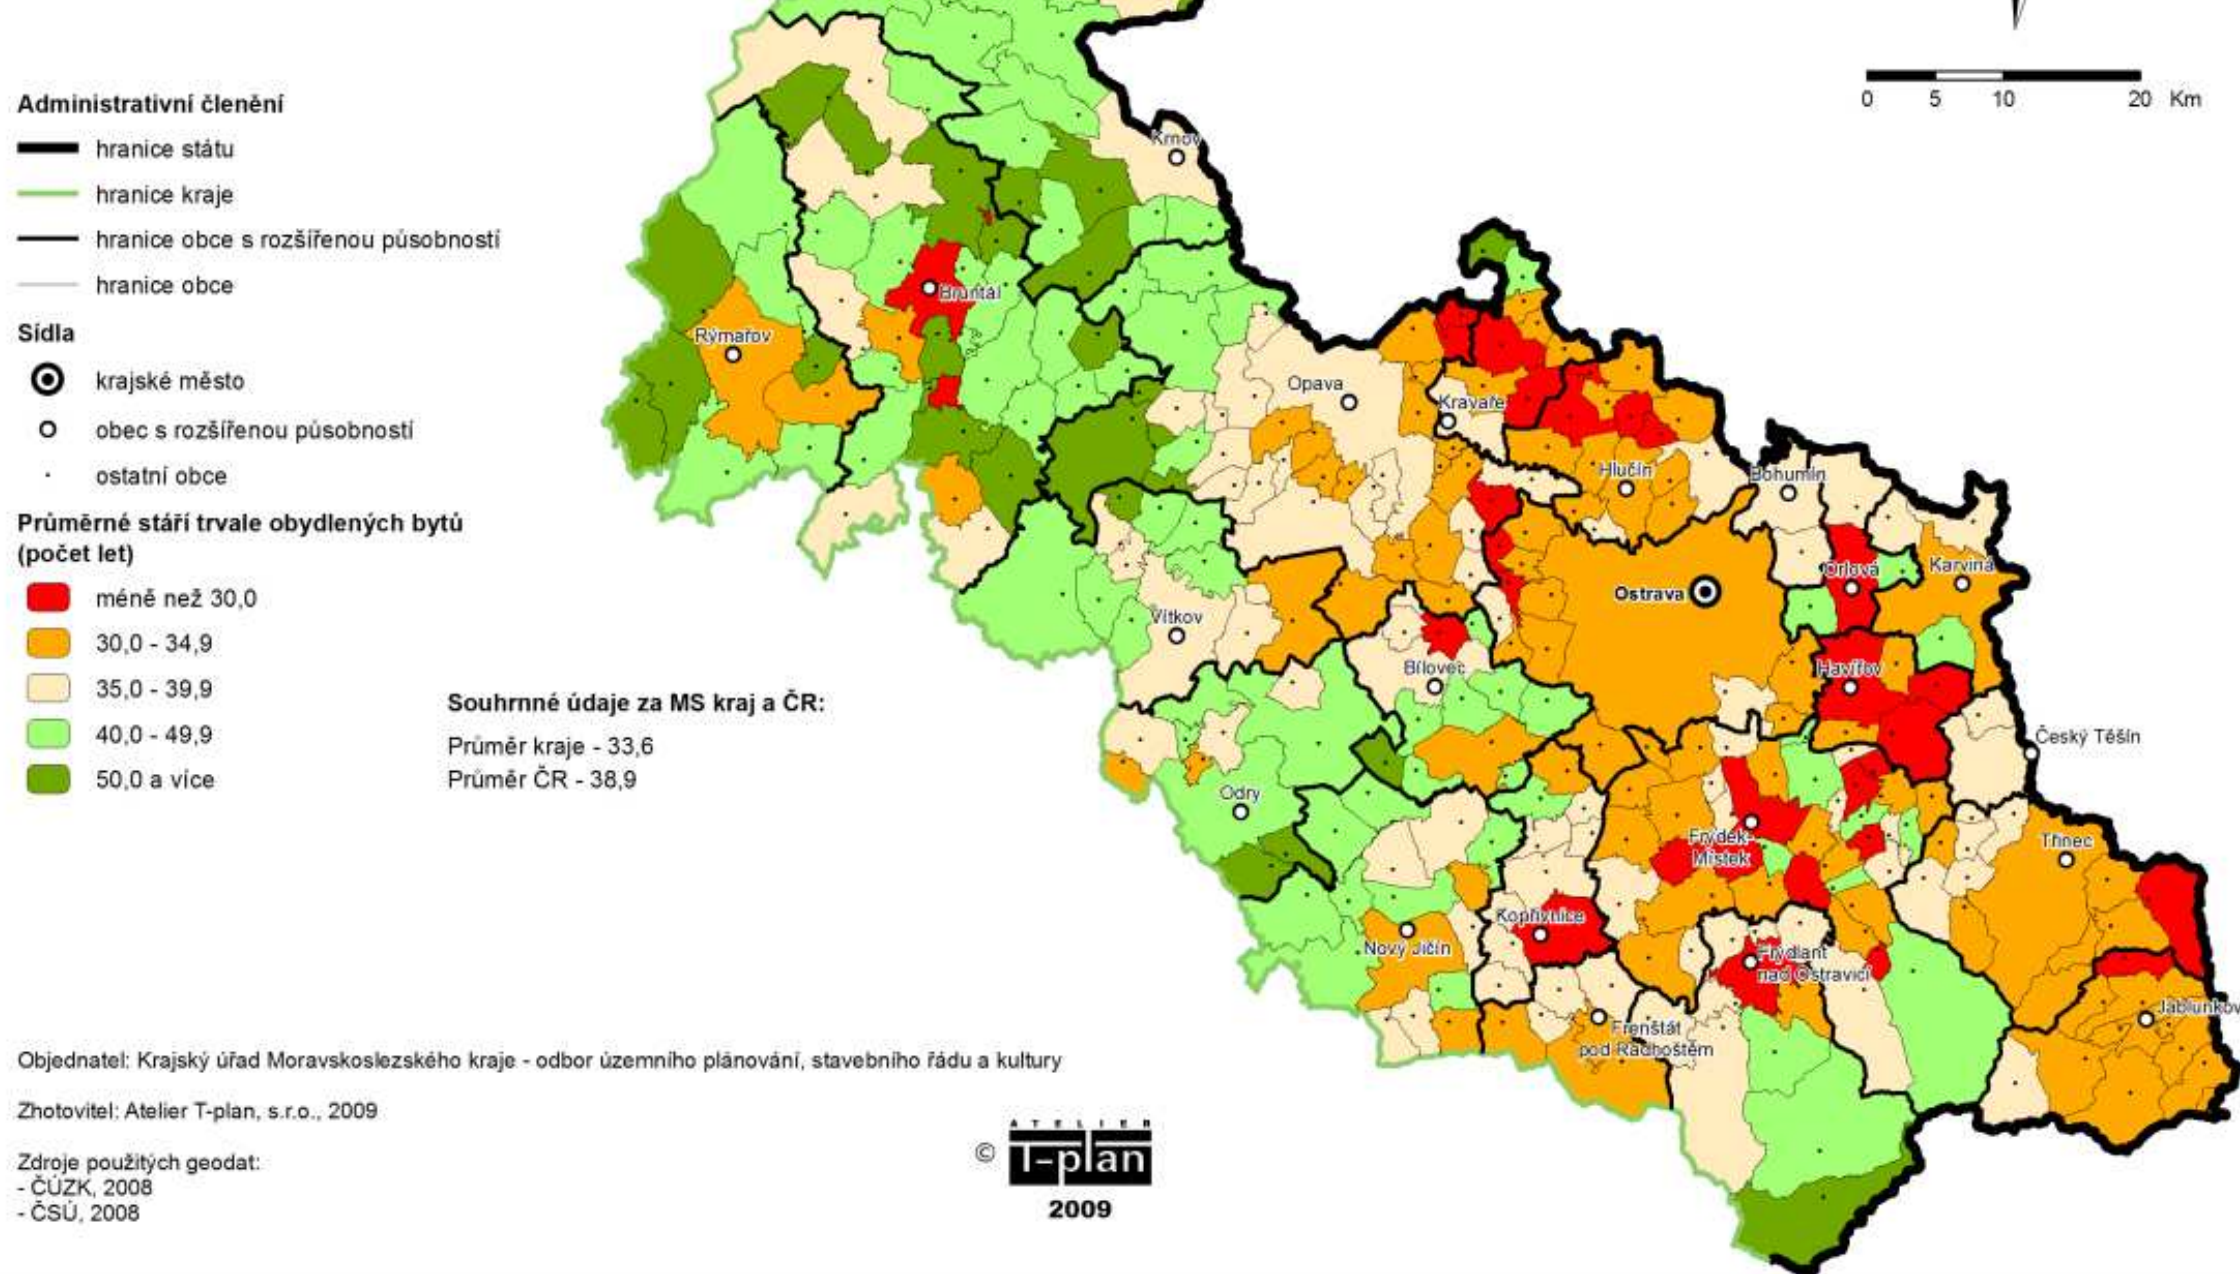 Administrativní členění
hranice státu
hranice kraje
hranice obce s rozšířenou působností
hranice obce
Sídla
krajské město
obec s rozšířenou působností
ostatní obce
Průměrné stáří trvale obydlených bytů
(počet let)
méně než 30,0
30,0 - 34,9
35,0 - 39,9
40,0 - 49,9
50,0 a více
Souhrnné údaje za MS kraj a ČR:
Průměr kraje - 33,6
Průměr ČR - 38,9
0 5 10 20 Km
Krnov
Bruntál
Rýmařov
Opava
Kravaře
Hlučín
Bohumín
Orlová
Karviná
Ostrava
Vítkov
Bílovec
Havířov
Český Těšín
Odry
Frýdek-
Místek
Třinec
Kopřivnice
Nový Jičín
Frýdlant
nad Ostravicí
Jablunkov
Frenštát
pod Radhoštěm
Objednatel: Krajský úřad Moravskoslezského kraje - odbor územního plánování, stavebního řádu a kultury
Zhotovitel: Atelier T-plan, s.r.o., 2009
Zdroje použitých geodat:
- ČÚZK, 2008
- ČSÚ, 2008
©
ATELIER
T-plan
2009